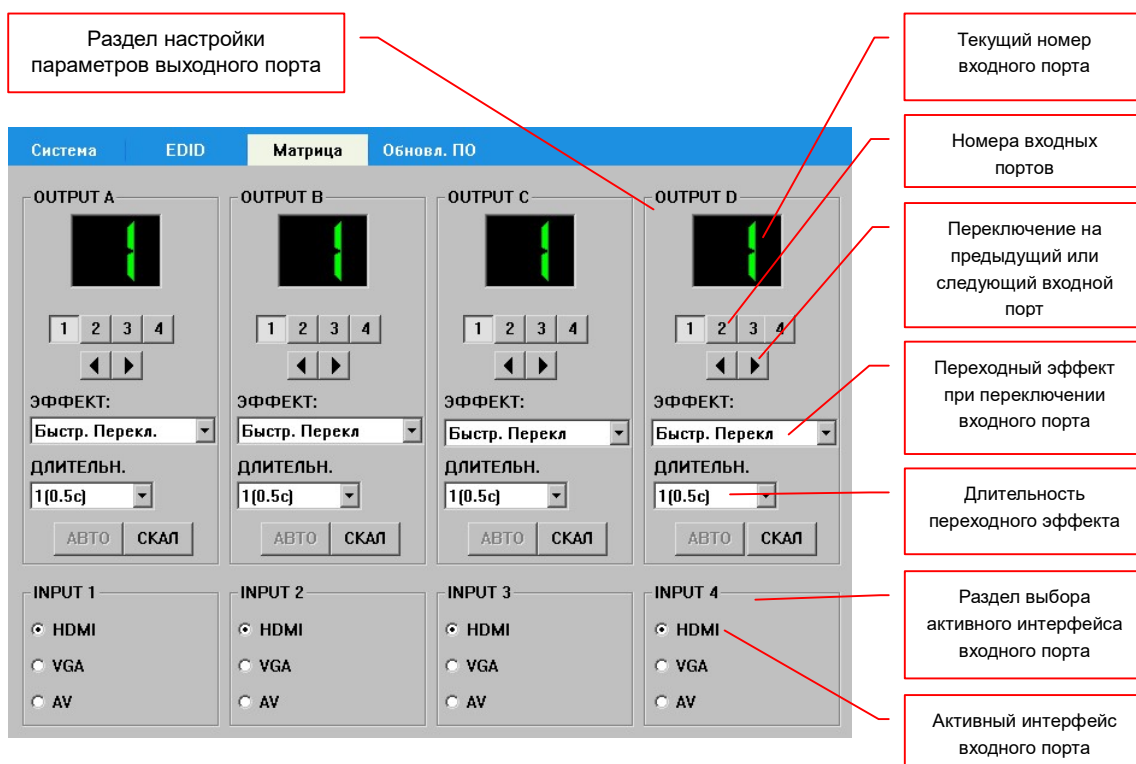 Раздел настройки
параметров выходного порта
Текущий номер
входного порта
Номера входных
портов
Переключение на
предыдущий или
следующий входной
порт
Переходный эффект
при переключении
входного порта
Длительность
переходного эффекта
Раздел выбора
активного интерфейса
входного порта
Активный интерфейс
входного порта
Система EDID Матрица Обновл. ПО
OUTPUT A
1
1 2 3 4
ЭФФЕКТ:
Быстр. Перекл.
ДЛИТЕЛЬН.
1(0.5с)
АВТО СКАЛ
OUTPUT B
1
1 2 3 4
ЭФФЕКТ:
Быстр. Перекл
ДЛИТЕЛЬН.
1(0.5с)
АВТО СКАЛ
OUTPUT C
1
1 2 3 4
ЭФФЕКТ:
Быстр. Перекл
ДЛИТЕЛЬН.
1(0.5с)
АВТО СКАЛ
OUTPUT D
1
1 2 3 4
ЭФФЕКТ:
Быстр. Перекл
ДЛИТЕЛЬН.
1(0.5с)
АВТО СКАЛ
INPUT 1
HDMI
VGA
AV
INPUT 2
HDMI
VGA
AV
INPUT 3
HDMI
VGA
AV
INPUT 4
HDMI
VGA
AV